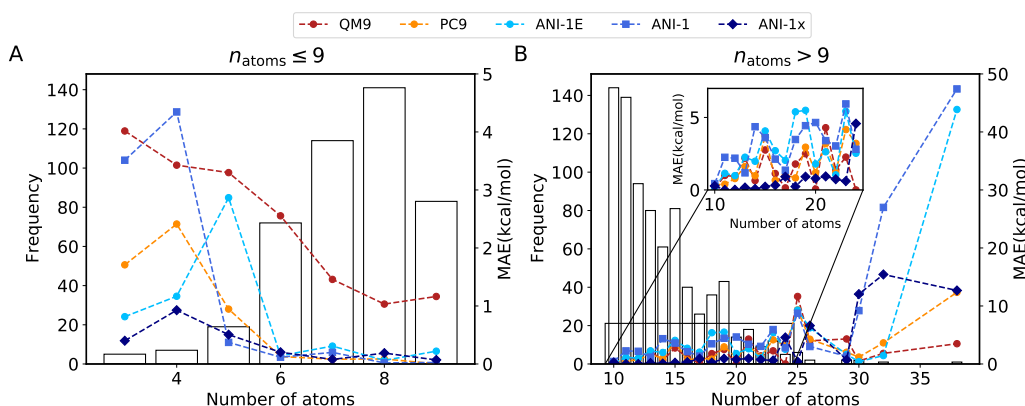 QM9 PC9 ANI-1E ANI-1 ANI-1x
A
n_atoms ≤ 9
140
120
100
80
60
40
20
0
Frequency
4 6 8
Number of atoms
5
4
3
2
1
0
MAE(kcal/mol)
B
n_atoms > 9
140
120
100
80
60
40
20
0
Frequency
5
0
MAE(kcal/mol)
10 20
Number of atoms
10 15 20 25 30 35
Number of atoms
50
40
30
20
10
0
MAE(kcal/mol)